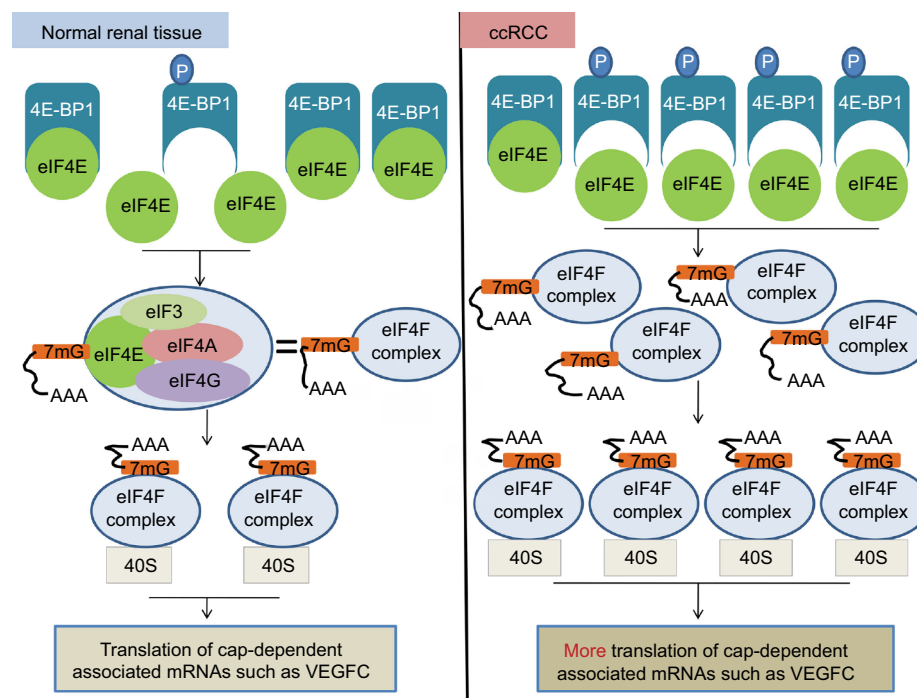 Normal renal tissue
P
4E-BP1
4E-BP1
4E-BP1
4E-BP1
eIF4E
eIF4E
eIF4E
eIF4E
eIF4E
eIF3
7mG
eIF4E
eIF4A
eIF4G
AAA
=
7mG
eIF4F
complex
AAA
AAA
7mG
eIF4F
complex
40S
AAA
7mG
eIF4F
complex
40S
Translation of cap-dependent
associated mRNAs such as VEGFC
ccRCC
P
P
P
P
4E-BP1
4E-BP1
4E-BP1
4E-BP1
4E-BP1
eIF4E
eIF4E
eIF4E
eIF4E
eIF4E
7mG
eIF4F
complex
AAA
7mG
eIF4F
complex
AAA
7mG
eIF4F
complex
AAA
7mG
eIF4F
complex
AAA
AAA
7mG
eIF4F
complex
40S
AAA
7mG
eIF4F
complex
40S
AAA
7mG
eIF4F
complex
40S
AAA
7mG
eIF4F
complex
40S
More translation of cap-dependent
associated mRNAs such as VEGFC